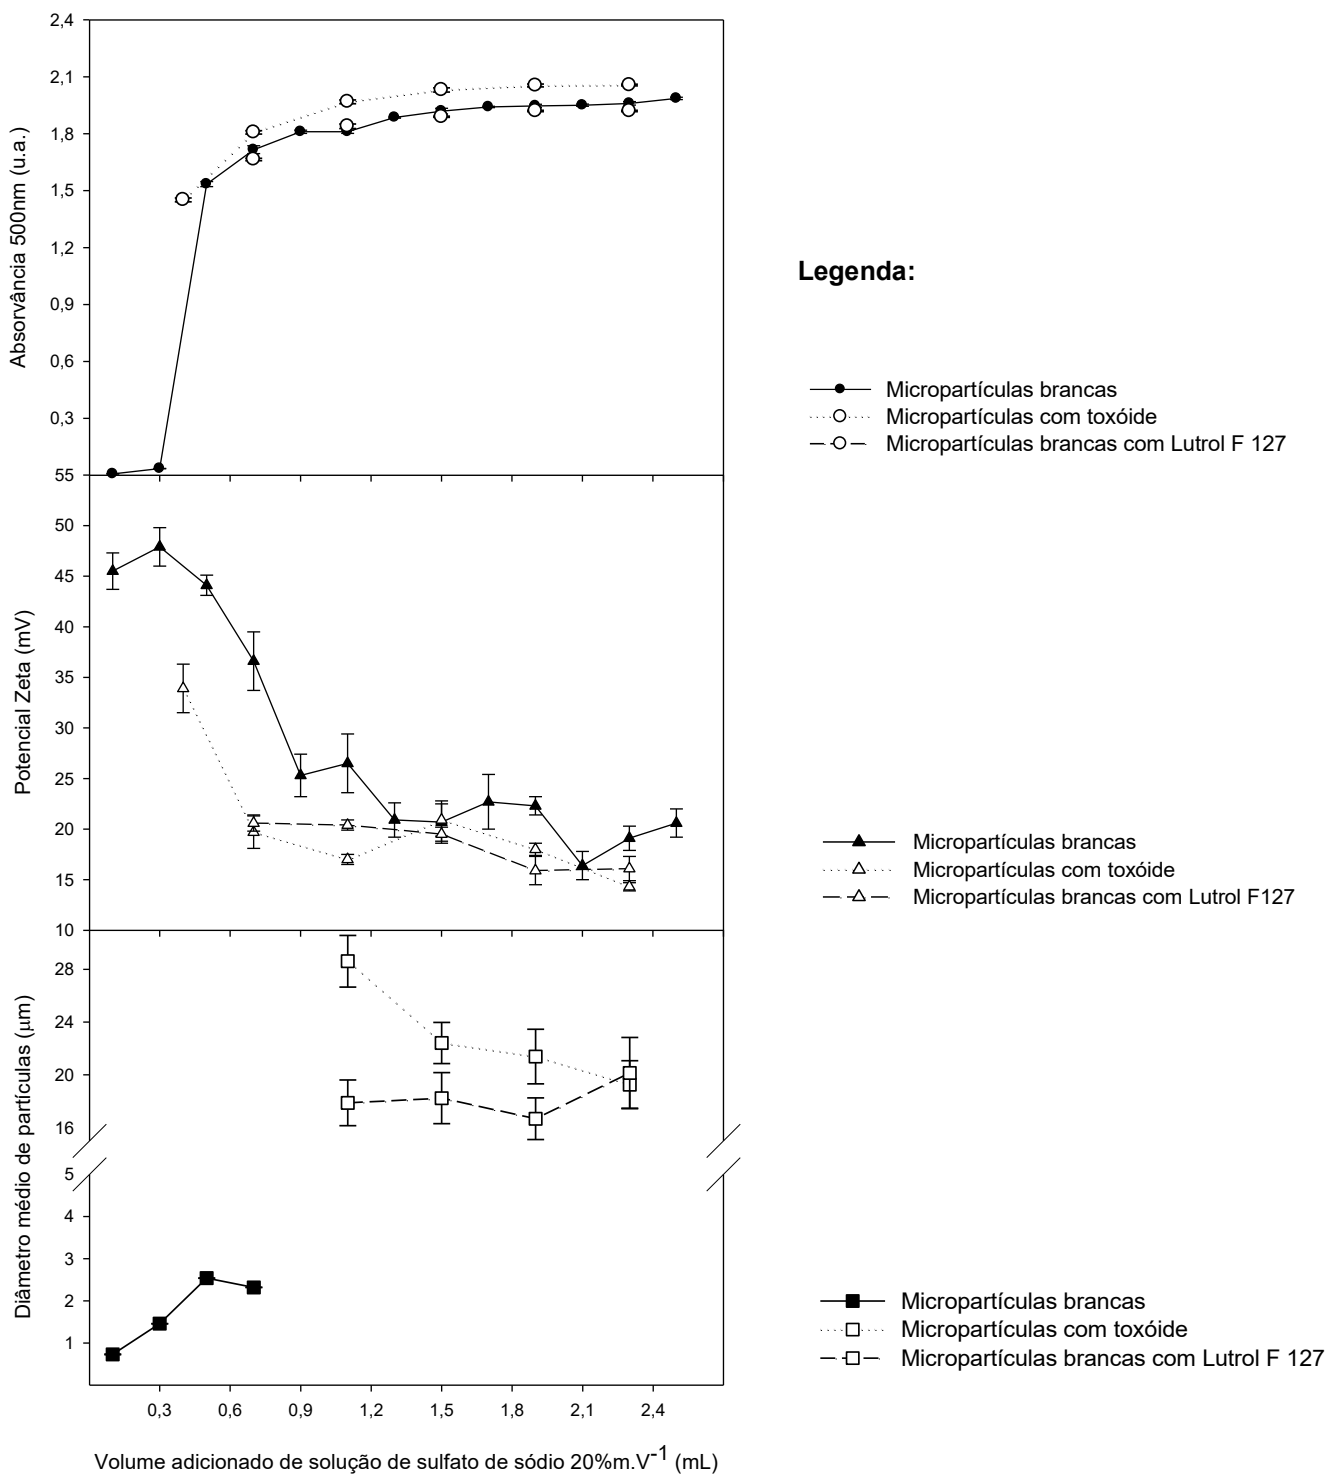 2,4
2,1
1,8
1,5
1,2
0,9
0,6
0,3
Absorvância 500nm (u.a.)
Legenda:
Micropartículas brancas
Micropartículas com toxóide
Micropartículas brancas com Lutrol F 127
55
50
45
40
35
30
25
20
15
10
Potencial Zeta (mV)
Micropartículas brancas
Micropartículas com toxóide
Micropartículas brancas com Lutrol F127
28
24
20
16
5
4
3
2
1
Diâmetro médio de partículas (μm)
Micropartículas brancas
Micropartículas com toxóide
Micropartículas brancas com Lutrol F 127
0,3 0,6 0,9 1,2 1,5 1,8 2,1 2,4
Volume adicionado de solução de sulfato de sódio 20%m.V-1 (mL)